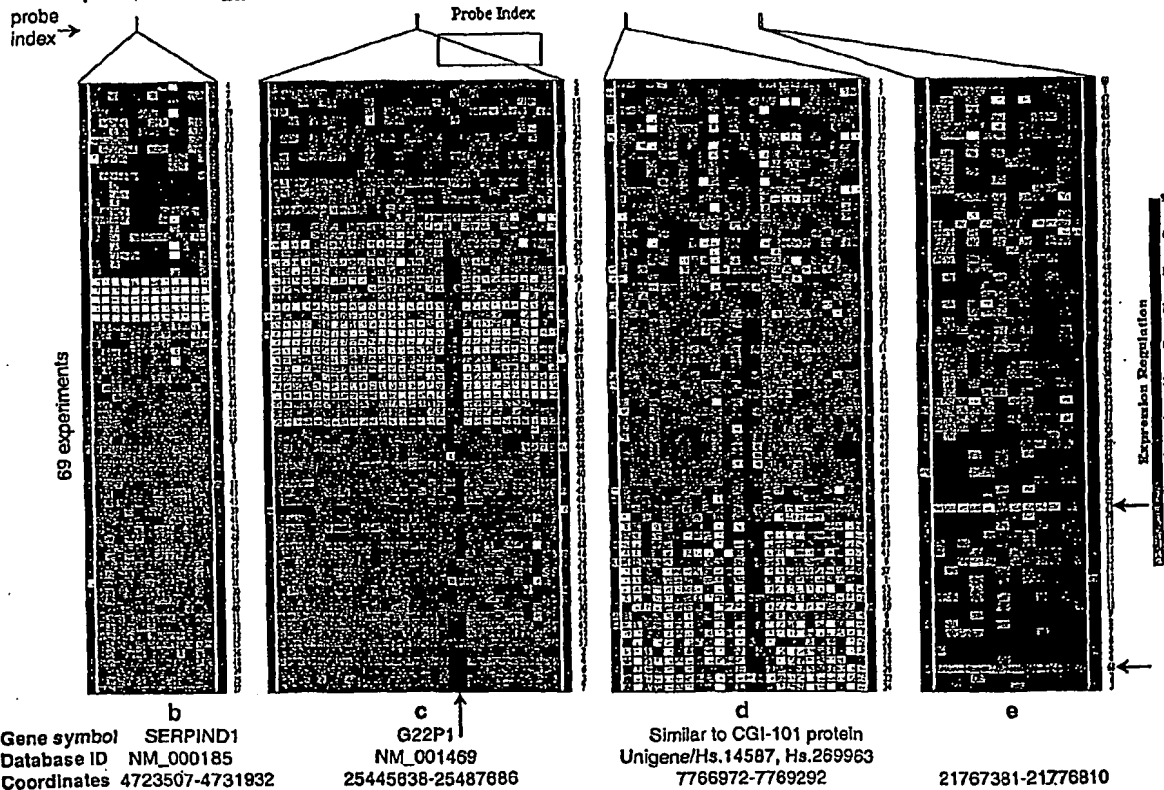 probe
index
Probe Index
69 experiments
Expression Regulation
b c d e
Gene symbol SERPIND1 G22P1 Similar to CGI-101 protein
Database ID NM_000185 NM_001469 Unigene/Hs.14587, Hs.269963
Coordinates 4723507-4731932 25445638-25487686 7766972-7769292 21767381-21776810